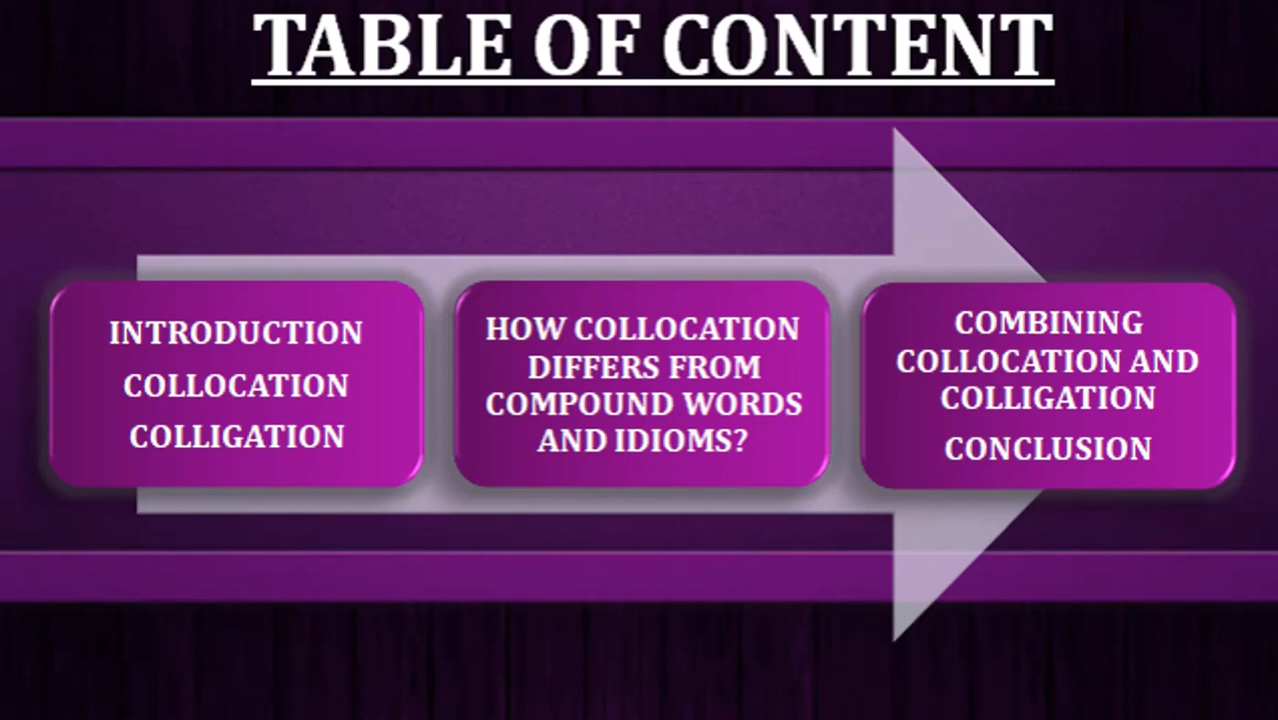 TABLE OF CONTENT
INTRODUCTION
COLLOCATION
COLLIGATION
HOW COLLOCATION
DIFFERS FROM
COMPOUND WORDS
AND IDIOMS?
COMBINING
COLLOCATION AND
COLLIGATION
CONCLUSION